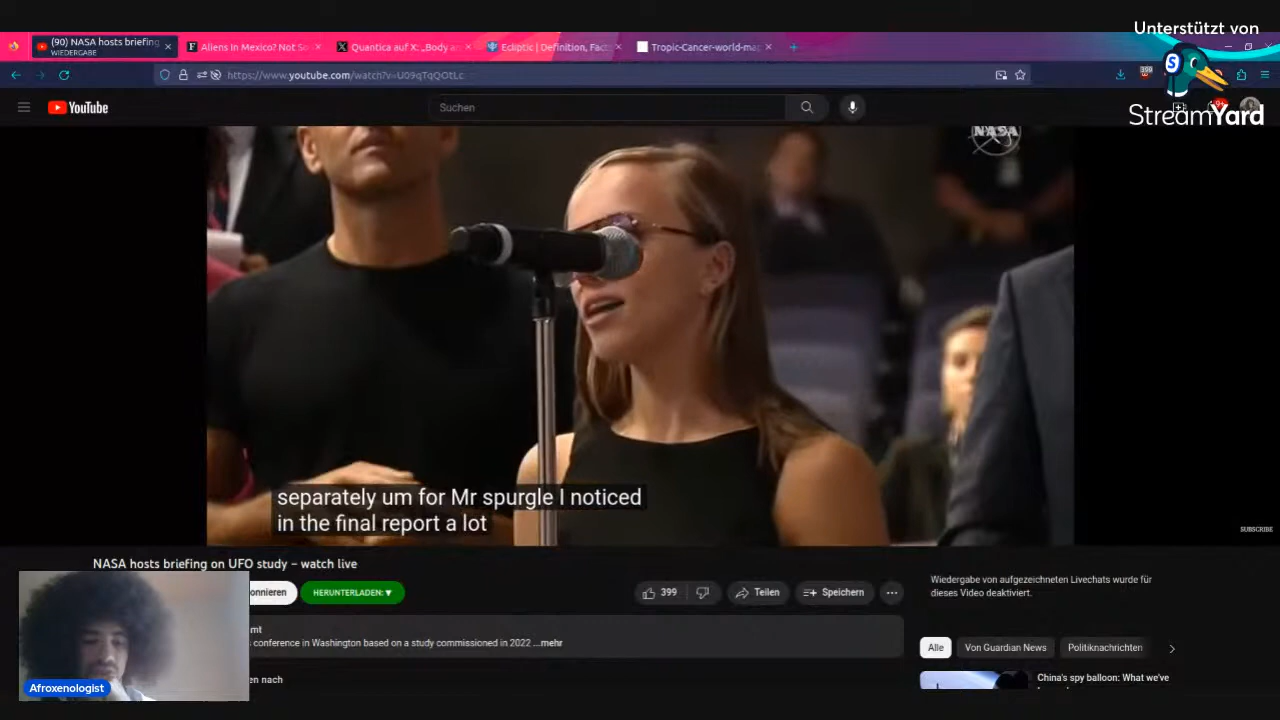 Unterstützt von
StreamYard
(90) NASA hosts briefing
WIEDERGABE
Aliens In Mexico? Not So
Quantica auf X: „Body an
Ecliptic | Definition, Fact
Tropic-Cancer-world-ma
https://www.youtube.com/watch?v=U09qTqQOtLc
399
YouTube
Suchen
9+
NASA
separately um for Mr spurgle I noticed
in the final report a lot
SUBSCRIBE
NASA hosts briefing on UFO study – watch live
onnieren
HERUNTERLADEN: ▼
399
Teilen
Speichern
mt
conference in Washington based on a study commissioned in 2022 ...mehr
en nach
Wiedergabe von aufgezeichneten Livechats wurde für
dieses Video deaktiviert.
Alle
Von Guardian News
Politiknachrichten
China's spy balloon: What we've
Afroxenologist